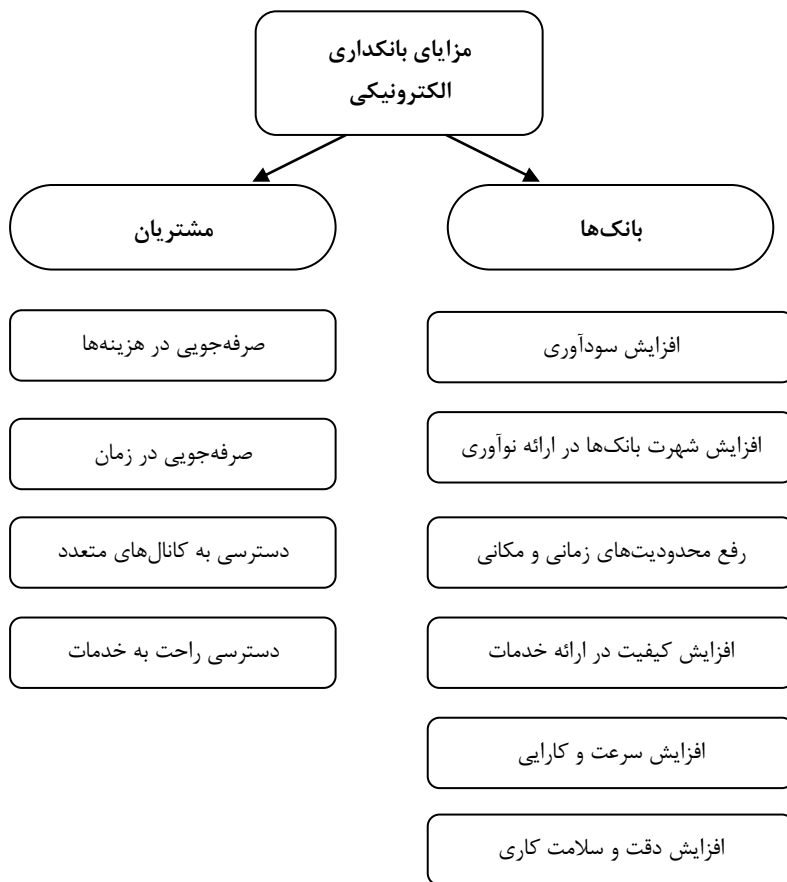 مزایای بانکداری
الکترونیکی
بانک‌ها
مشتریان
افزایش سودآوری
صرفه‌جویی در هزینه‌ها
افزایش شهرت بانک‌ها در ارائه نوآوری
صرفه‌جویی در زمان
رفع محدودیت‌های زمانی و مکانی
دسترسی به کانال‌های متعدد
افزایش کیفیت در ارائه خدمات
دسترسی راحت به خدمات
افزایش سرعت و کارایی
افزایش دقت و سلامت کاری